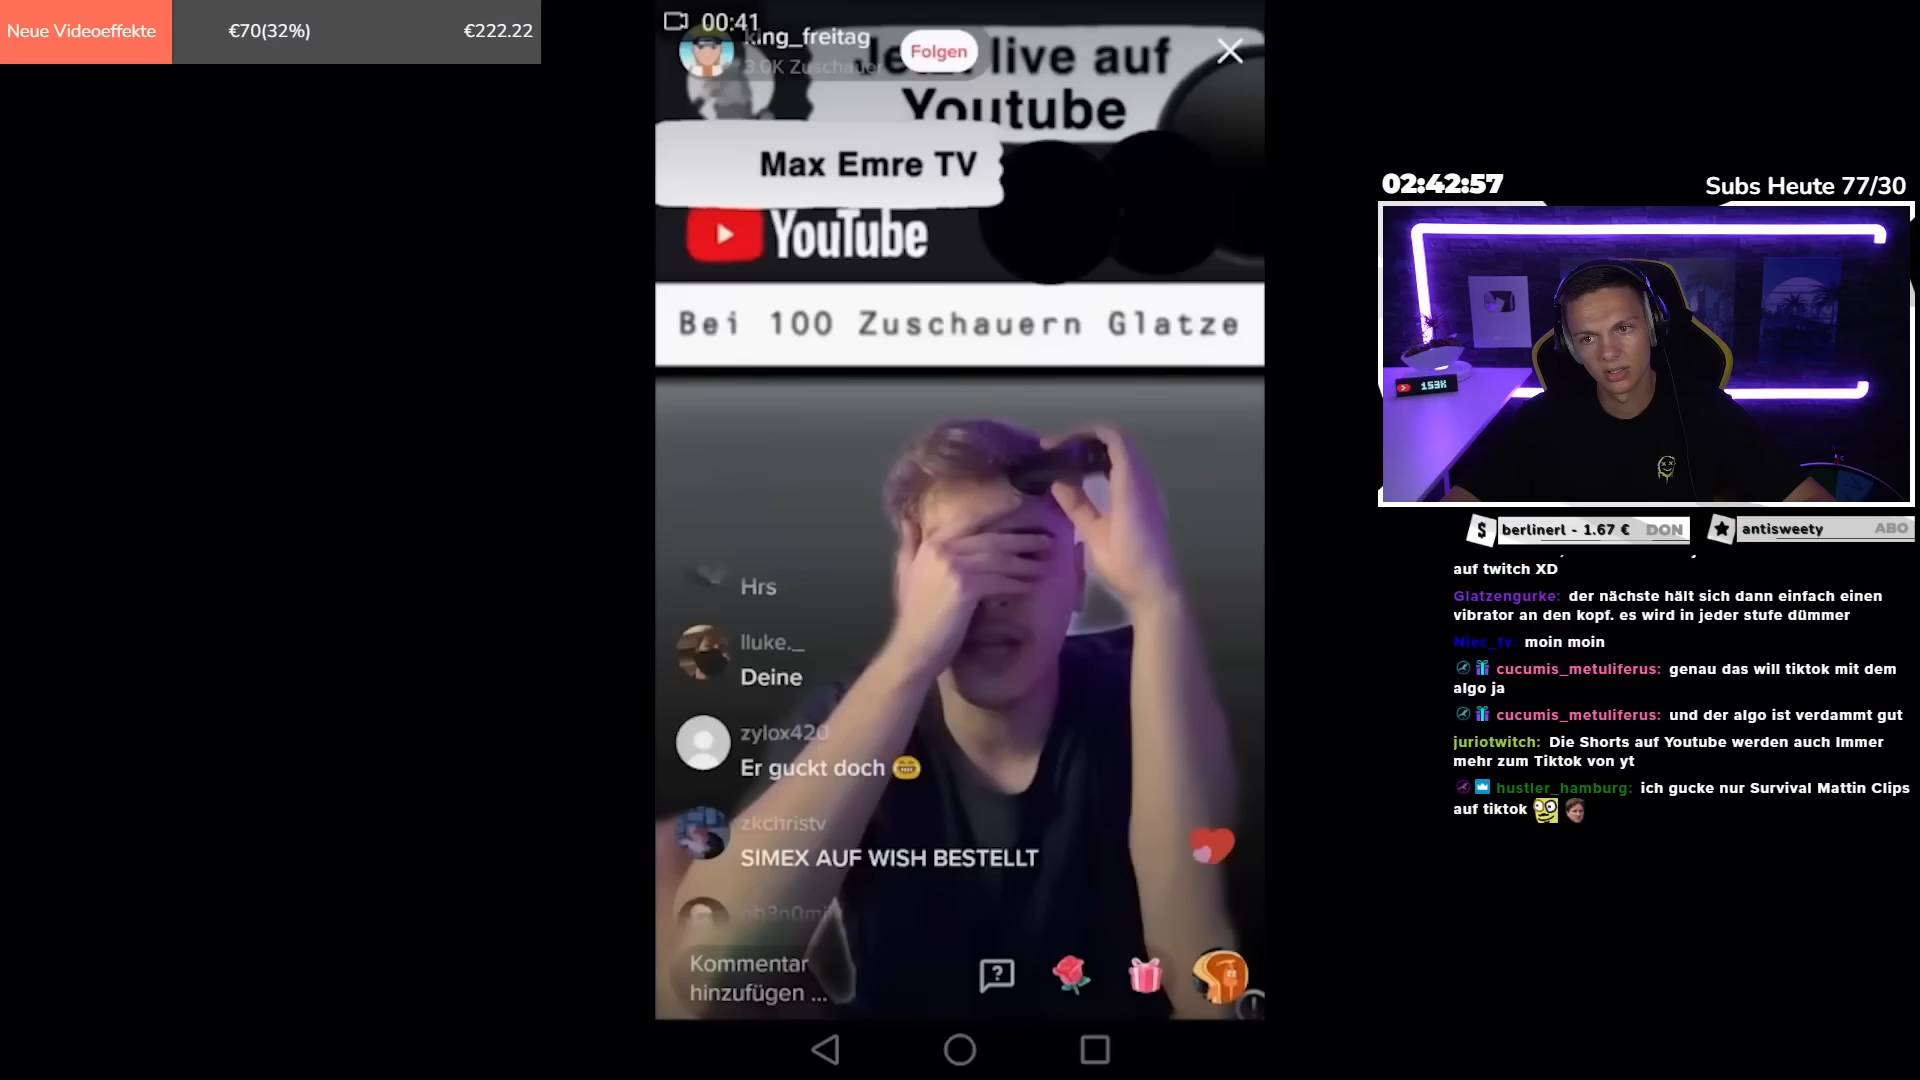 Neue Videoeffekte €70(32%) €222.22
00:41
king_freitag
3.0K Zuschauer
Folgen
live auf
Youtube
Max Emre TV
YouTube
Bei 100 Zuschauern Glatze
Hrs
lluke._
Deine
zylox420
Er guckt doch 😁
zkchristv
SIMEX AUF WISH BESTELLT
Kommentar
hinzufügen ...
02:42:57
Subs Heute 77/30
153K
$ berlinerl - 1.67 € DON
antisweety ABO
auf twitch XD
Glatzengurke: der nächste hält sich dann einfach einen
vibrator an den kopf. es wird in jeder stufe dümmer
Niec_tv: moin moin
cucumis_metuliferus: genau das will tiktok mit dem
algo ja
cucumis_metuliferus: und der algo ist verdammt gut
juriotwitch: Die Shorts auf Youtube werden auch Immer
mehr zum Tiktok von yt
hustler_hamburg: ich gucke nur Survival Mattin Clips
auf tiktok